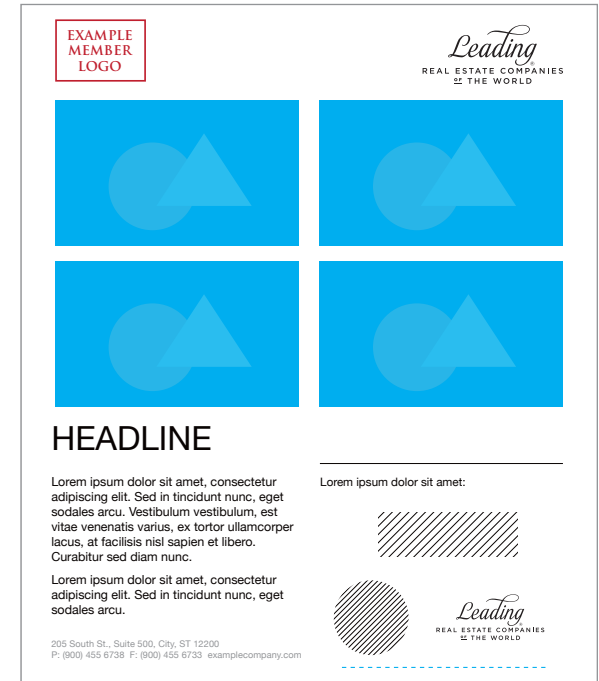 EXAMPLE
MEMBER
LOGO
Leading®
REAL ESTATE COMPANIES
OF THE WORLD
HEADLINE
Lorem ipsum dolor sit amet, consectetur
adipiscing elit. Sed in tincidunt nunc, eget
sodales arcu. Vestibulum vestibulum, est
vitae venenatis varius, ex tortor ullamcorper
lacus, at facilisis nisl sapien et libero.
Curabitur sed diam nunc.
Lorem ipsum dolor sit amet, consectetur
adipiscing elit. Sed in tincidunt nunc, eget
sodales arcu.
205 South St., Suite 500, City, ST 12200
P: (900) 455 6738 F: (900) 455 6733 examplecompany.com
Lorem ipsum dolor sit amet:
Leading
REAL ESTATE COMPANIES
OF THE WORLD